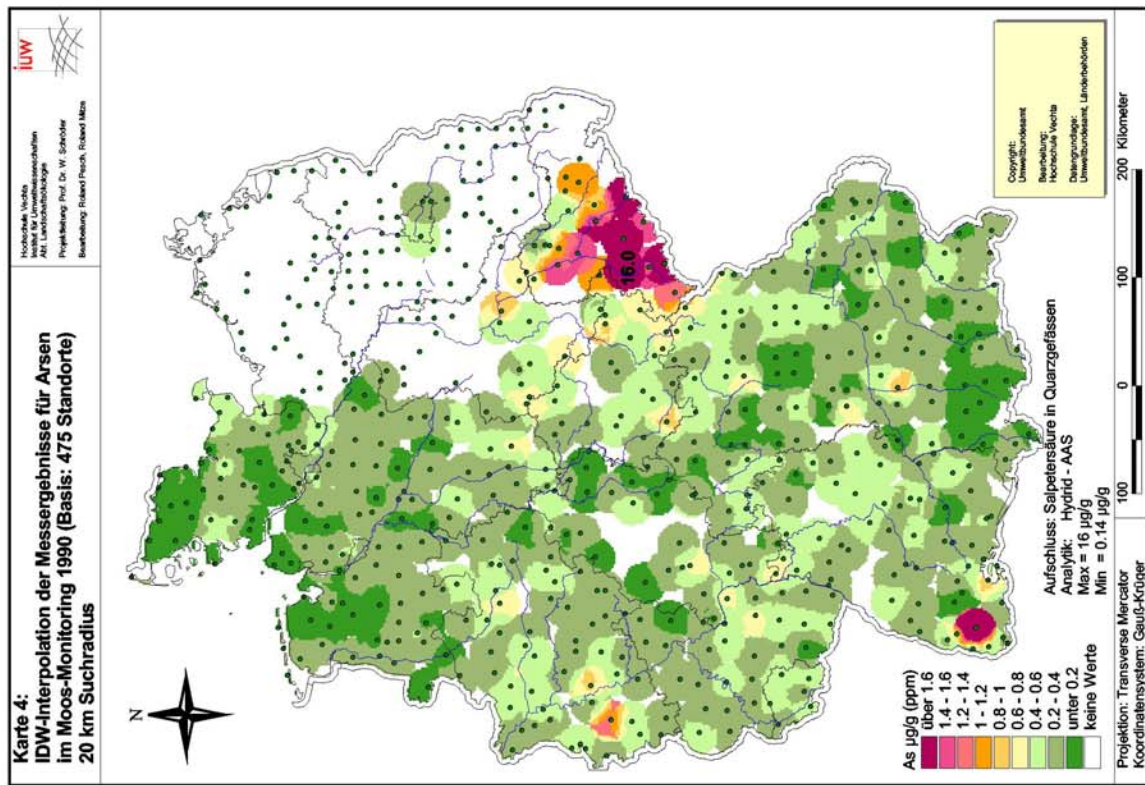 Karte 4:
IDW-Interpolation der Messergebnisse für Arsen
im Moos-Monitoring 1990 (Basis: 475 Standorte)
20 km Suchradius
Hochschule Vechta
Institut für Umweltwissenschaften
Abt. Landschaftsökologie
Projektleitung: Prof. Dr. W. Schröder
Bearbeitung: Roland Pesch, Roland Mitze
iuw
N
16.0
As µg/g (ppm)
über 1.6
1.4 - 1.6
1.2 - 1.4
1 - 1.2
0.8 - 1
0.6 - 0.8
0.4 - 0.6
0.2 - 0.4
unter 0.2
keine Werte
Aufschluss: Salpetersäure in Quarzgefässen
Analytik: Hydrid - AAS
Max = 16 µg/g
Min = 0.14 µg/g
Copyright:
Umweltbundesamt
Bearbeitung:
Hochschule Vechta
Datengrundlage:
Umweltbundesamt, Länderbehörden
Projektion: Transverse Mercator
Koordinatensystem: Gauß-Krüger
100 0 100 200 Kilometer